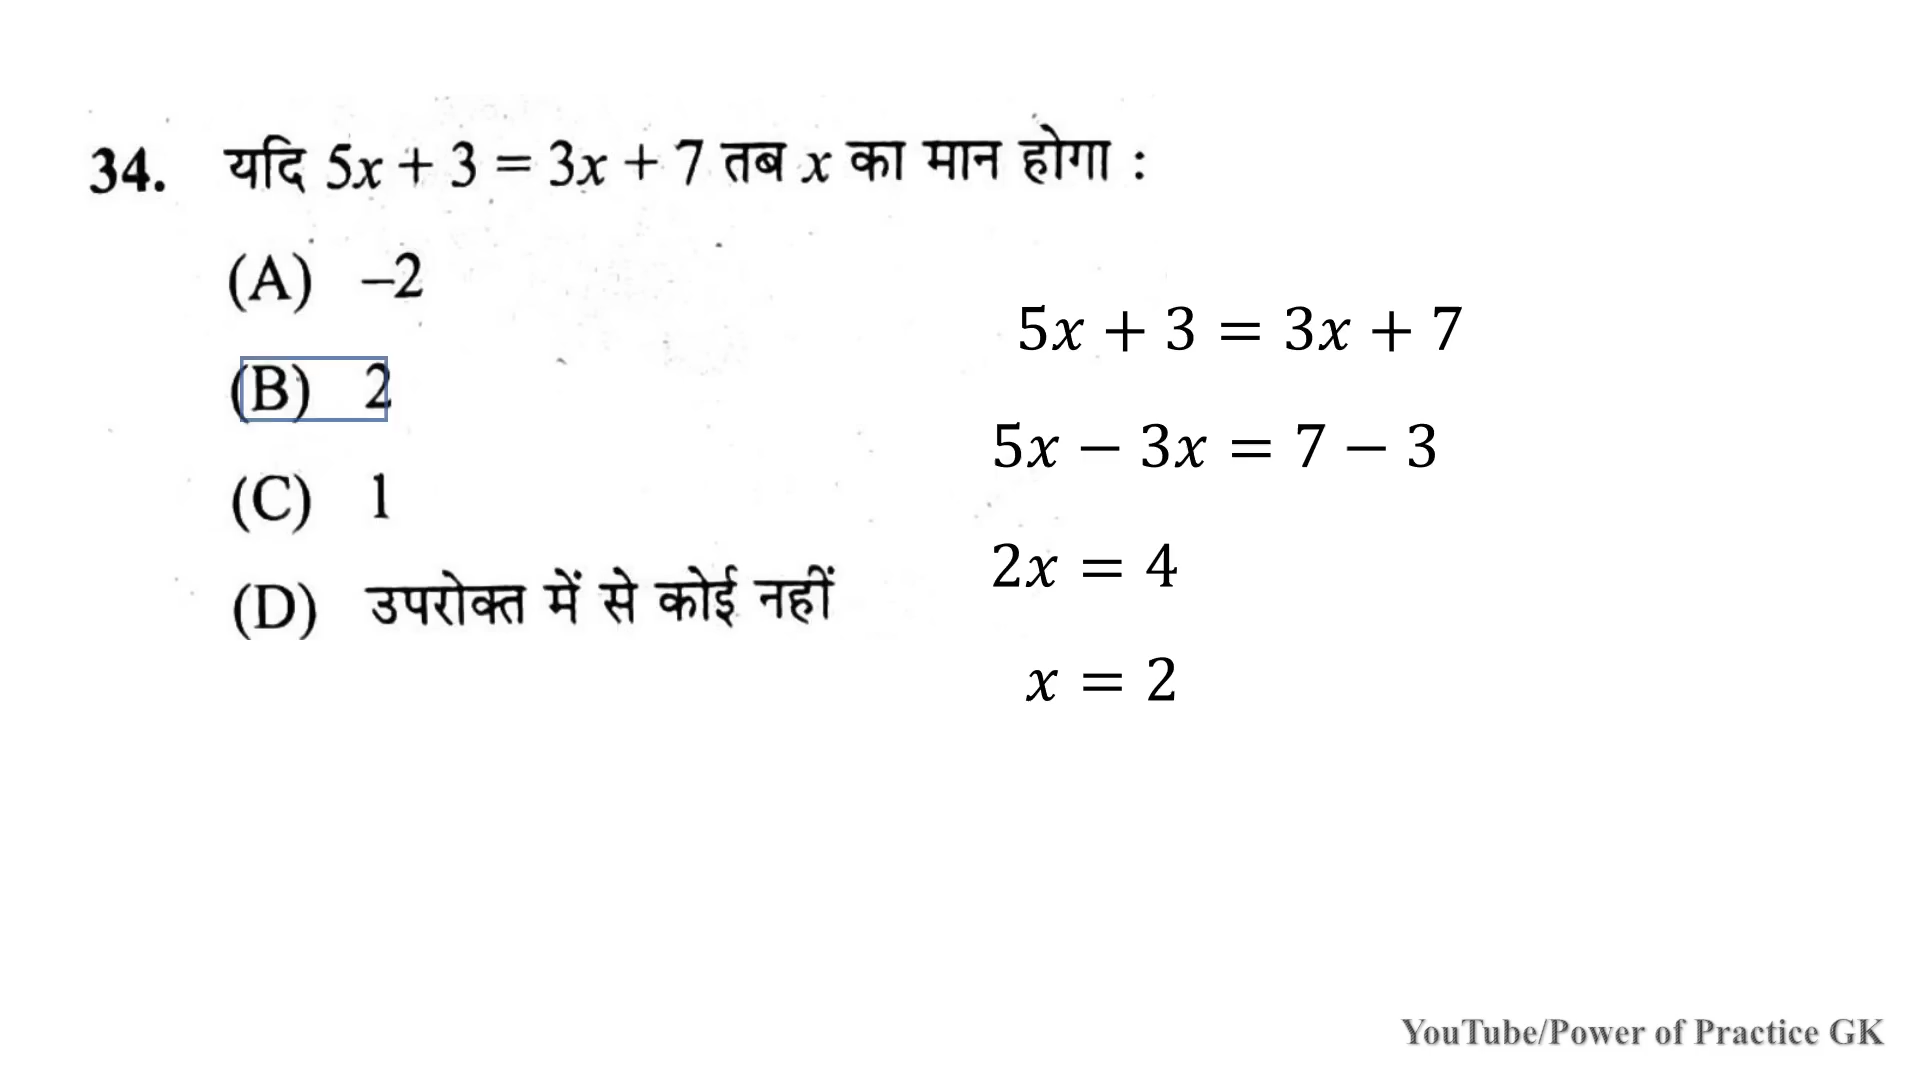 34. यदि 5x + 3 = 3x + 7 तब x का मान होगा :
(A) –2
(B) 2
(C) 1
(D) उपरोक्त में से कोई नहीं
5x + 3 = 3x + 7
5x − 3x = 7 − 3
2x = 4
x = 2
YouTube/Power of Practice GK